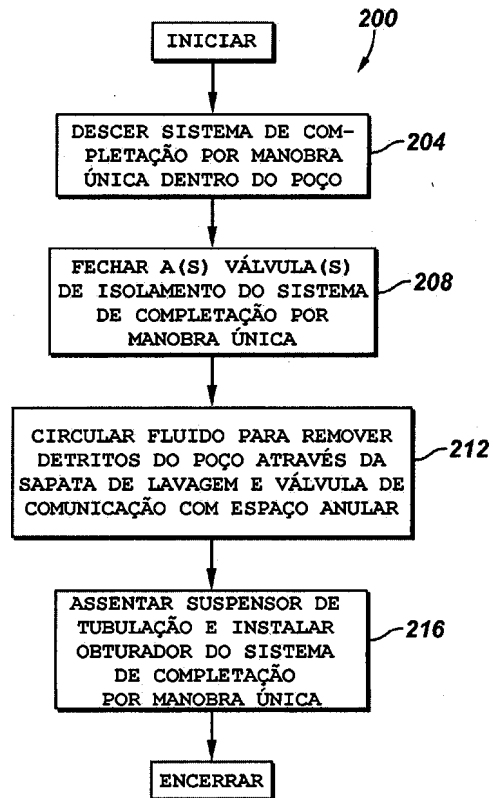 200
INICIAR
DESCER SISTEMA DE COM-
PLETAÇÃO POR MANOBRA
ÚNICA DENTRO DO POÇO
204
FECHAR A(S) VÁLVULA(S)
DE ISOLAMENTO DO SISTEMA
DE COMPLETAÇÃO POR
MANOBRA ÚNICA
208
CIRCULAR FLUIDO PARA REMOVER
DETRITOS DO POÇO ATRAVÉS DA
SAPATA DE LAVAGEM E VÁLVULA DE
COMUNICAÇÃO COM ESPAÇO ANULAR
212
ASSENTAR SUSPENSOR DE
TUBULAÇÃO E INSTALAR
OBTURADOR DO SISTEMA
DE COMPLETAÇÃO
POR MANOBRA ÚNICA
216
ENCERRAR